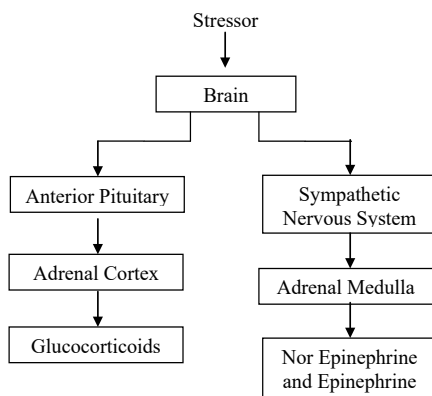 Stressor
Brain
Anterior Pituitary
Adrenal Cortex
Glucocorticoids
Sympathetic
Nervous System
Adrenal Medulla
Nor Epinephrine
and Epinephrine